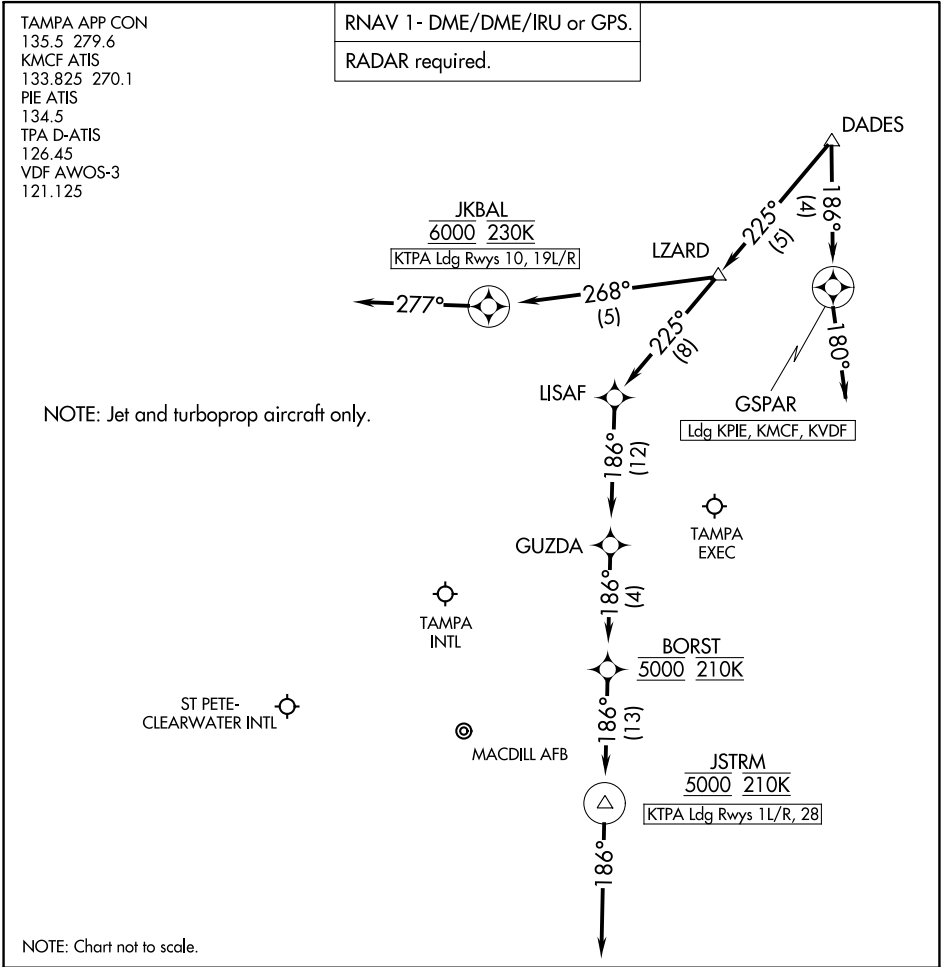 TAMPA APP CON
135.5 279.6
KMCF ATIS
133.825 270.1
PIE ATIS
134.5
TPA D-ATIS
126.45
VDF AWOS-3
121.125
RNAV 1- DME/DME/IRU or GPS.
RADAR required.
DADES
186°
(4)
225°
(5)
JKBAL
6000 230K
KTPA Ldg Rwys 10, 19L/R
LZARD
277°
268°
(5)
225°
(8)
180°
LISAF
GSPAR
Ldg KPIE, KMCF, KVDF
NOTE: Jet and turboprop aircraft only.
186°
(12)
TAMPA
EXEC
GUZDA
186°
(4)
TAMPA
INTL
BORST
5000 210K
ST PETE-
CLEARWATER INTL
186°
(13)
MACDILL AFB
JSTRM
5000 210K
KTPA Ldg Rwys 1L/R, 28
186°
NOTE: Chart not to scale.